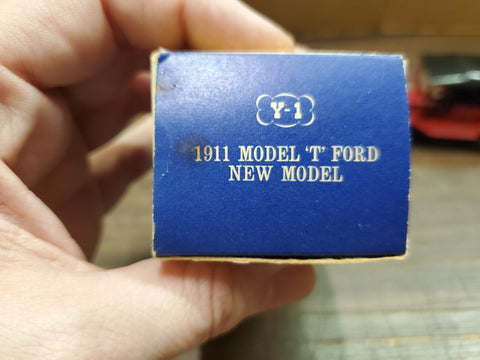 Y-1
1911 MODEL 'T' FORD
NEW MODEL